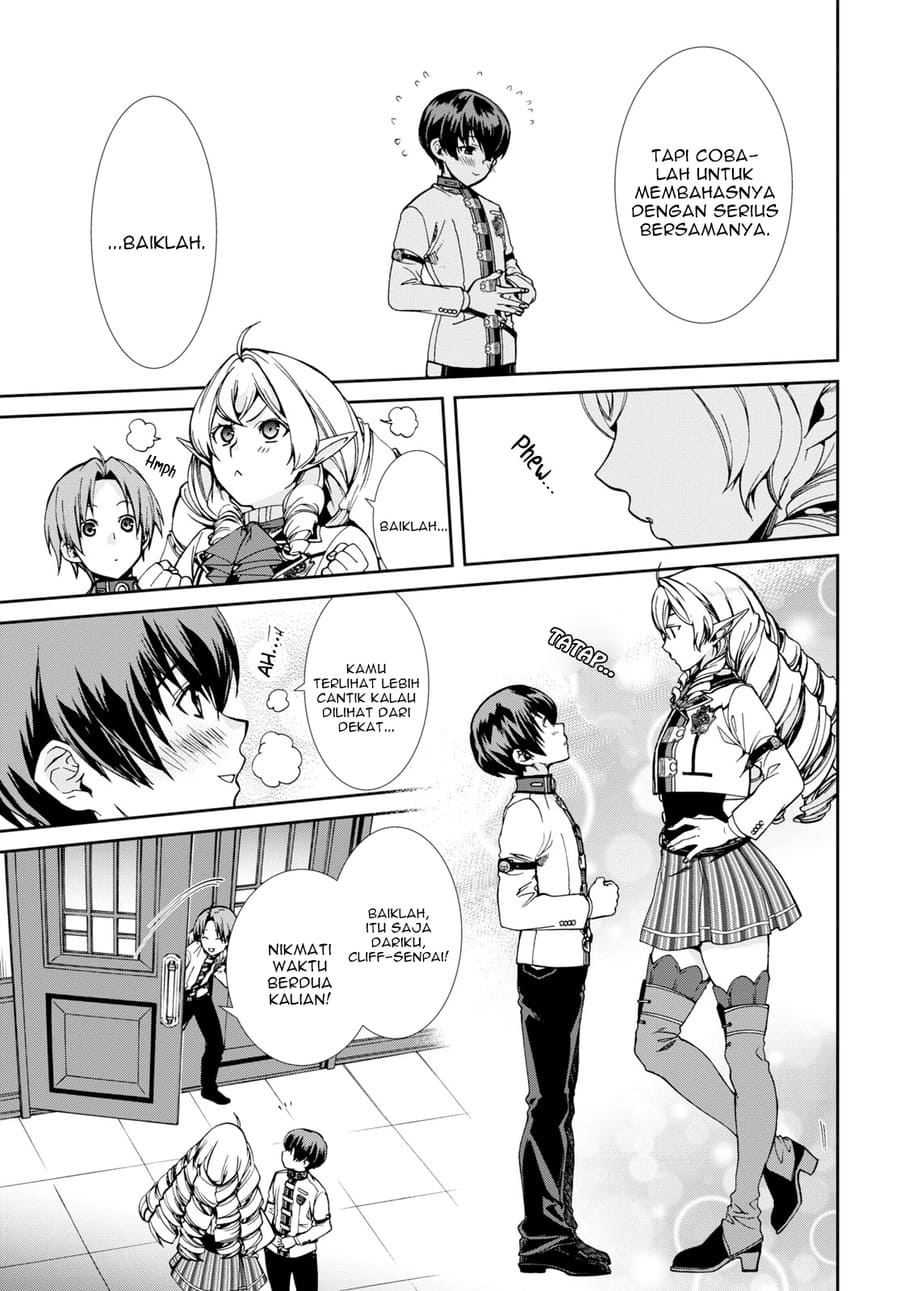 TAPI COBA-
LAH UNTUK
MEMBAHASNYA
DENGAN SERIUS
BERSAMANYA.
...BAIKLAH.
Phew...
BAIKLAH...
Hmph
TATAP...
KAMU
TERLIHAT LEBIH
CANTIK KALAU
DILIHAT DARI
DEKAT...
AH...H
BAIKLAH,
ITU SAJA
DARIKU,
CLIFF-SENPAI!
NIKMATI
WAKTU
BERDUA
KALIAN!